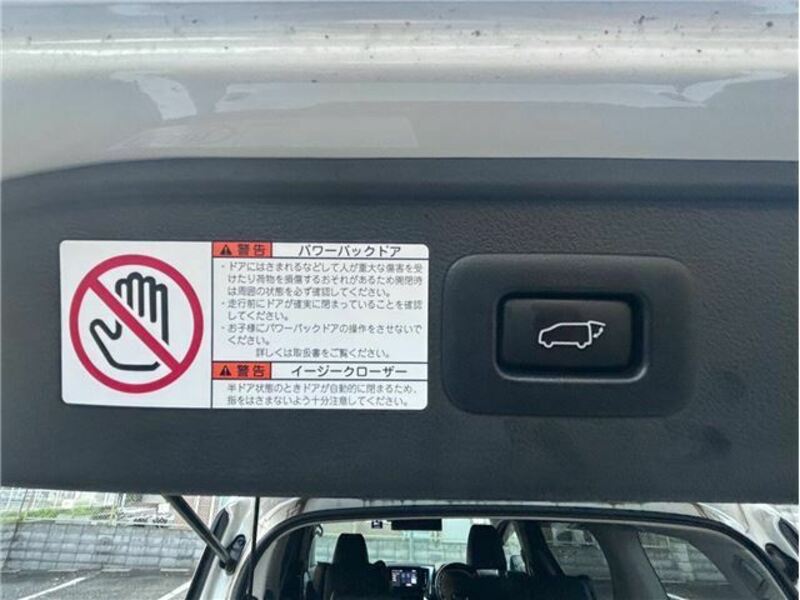 警告 パワーバックドア
・ドアにはさまれるなどして人が重大な傷害を受
けたり荷物を損傷するおそれがあるため開閉時
は周囲の状態を必ず確認してください。
・走行前にドアが確実に閉まっていることを確認
してください。
・お子様にパワーバックドアの操作をさせないで
ください。
詳しくは取扱書をご覧ください。
警告 イージークローザー
半ドア状態のときドアが自動的に閉まるため、
指をはさまないよう十分注意してください。